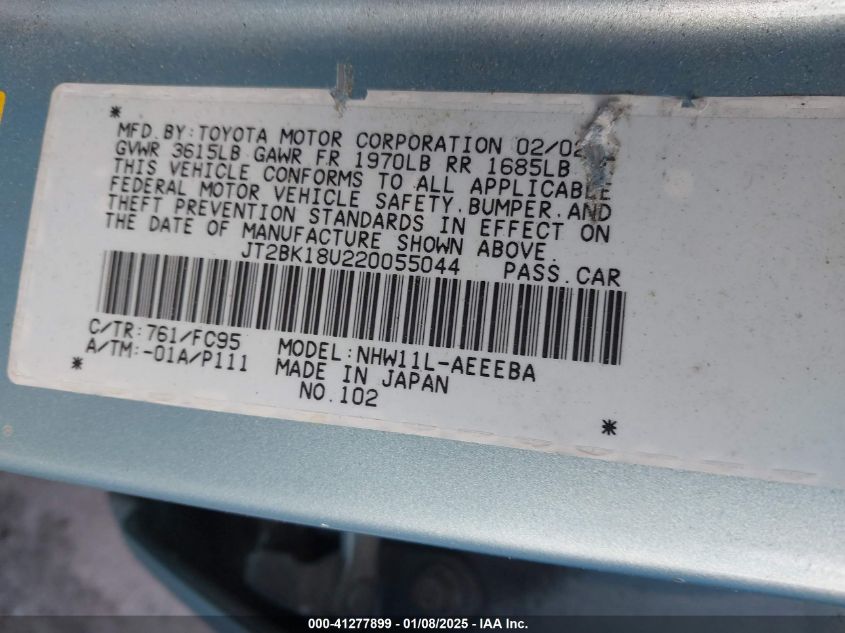 *
MFD.BY:TOYOTA MOTOR CORPORATION 02/02
GVWR 3615LB GAWR FR 1970LB RR 1685LB
THIS VEHICLE CONFORMS TO ALL APPLICABLE
FEDERAL MOTOR VEHICLE SAFETY,BUMPER,AND
THEFT PREVENTION STANDARDS IN EFFECT ON
THE DATE OF MANUFACTURE SHOWN ABOVE.
JT2BK18U220055044 PASS.CAR
C/TR:761/FC95 MODEL:NHW11L-AEEEBA
A/TM:-01A/P111 MADE IN JAPAN
* NO.102 *
000-41277899 | 01/08/2025 - IAA Inc.